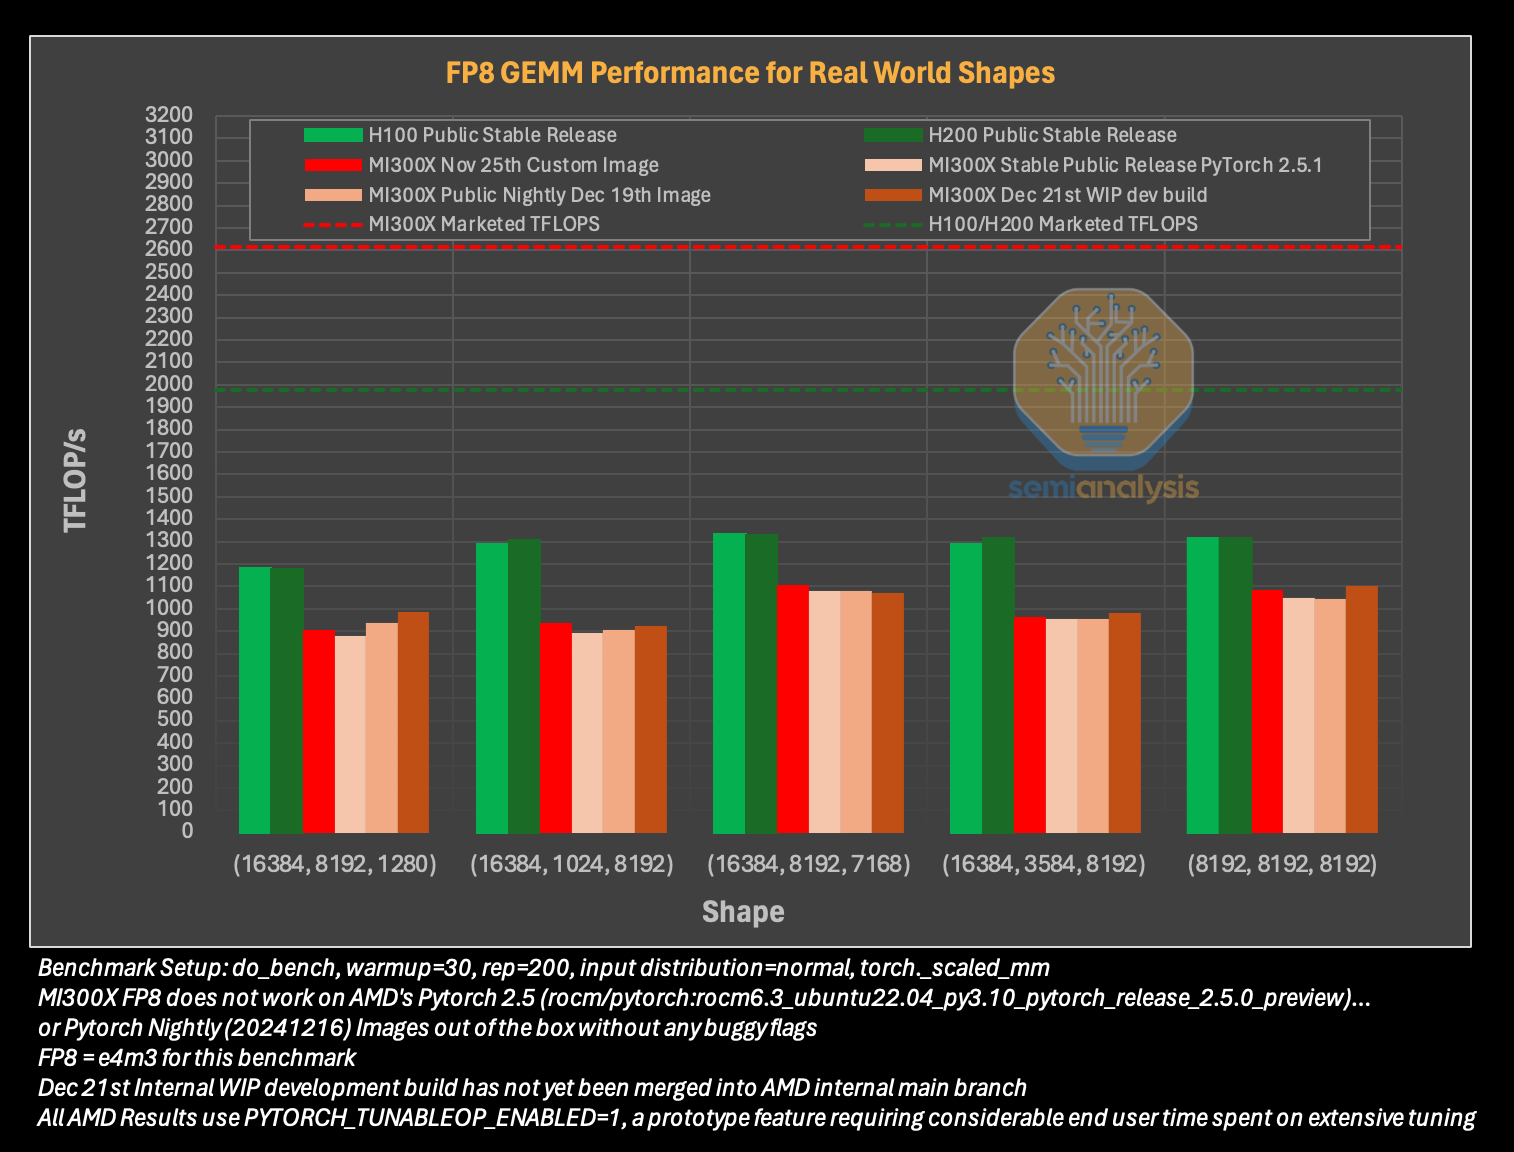 FP8 GEMM Performance for Real World Shapes
3200
3100
3000
2900
2800
2700
2600
2500
2400
2300
2200
2100
2000
1900
1800
1700
1600
1500
1400
1300
1200
1100
1000
900
800
700
600
500
400
300
200
100
0
TFLOP/s
H100 Public Stable Release
H200 Public Stable Release
MI300X Nov 25th Custom Image
MI300X Stable Public Release PyTorch 2.5.1
MI300X Public Nightly Dec 19th Image
MI300X Dec 21st WIP dev build
MI300X Marketed TFLOPS
H100/H200 Marketed TFLOPS
semianalysis
(16384, 8192, 1280)
(16384, 1024, 8192)
(16384, 8192, 7168)
(16384, 3584, 8192)
(8192, 8192, 8192)
Shape
Benchmark Setup: do_bench, warmup=30, rep=200, input distribution=normal, torch._scaled_mm
MI300X FP8 does not work on AMD's Pytorch 2.5 (rocm/pytorch:rocm6.3_ubuntu22.04_py3.10_pytorch_release_2.5.0_preview)...
or Pytorch Nightly (20241216) Images out of the box without any buggy flags
FP8 = e4m3 for this benchmark
Dec 21st Internal WIP development build has not yet been merged into AMD internal main branch
All AMD Results use PYTORCH_TUNABLEOP_ENABLED=1, a prototype feature requiring considerable end user time spent on extensive tuning